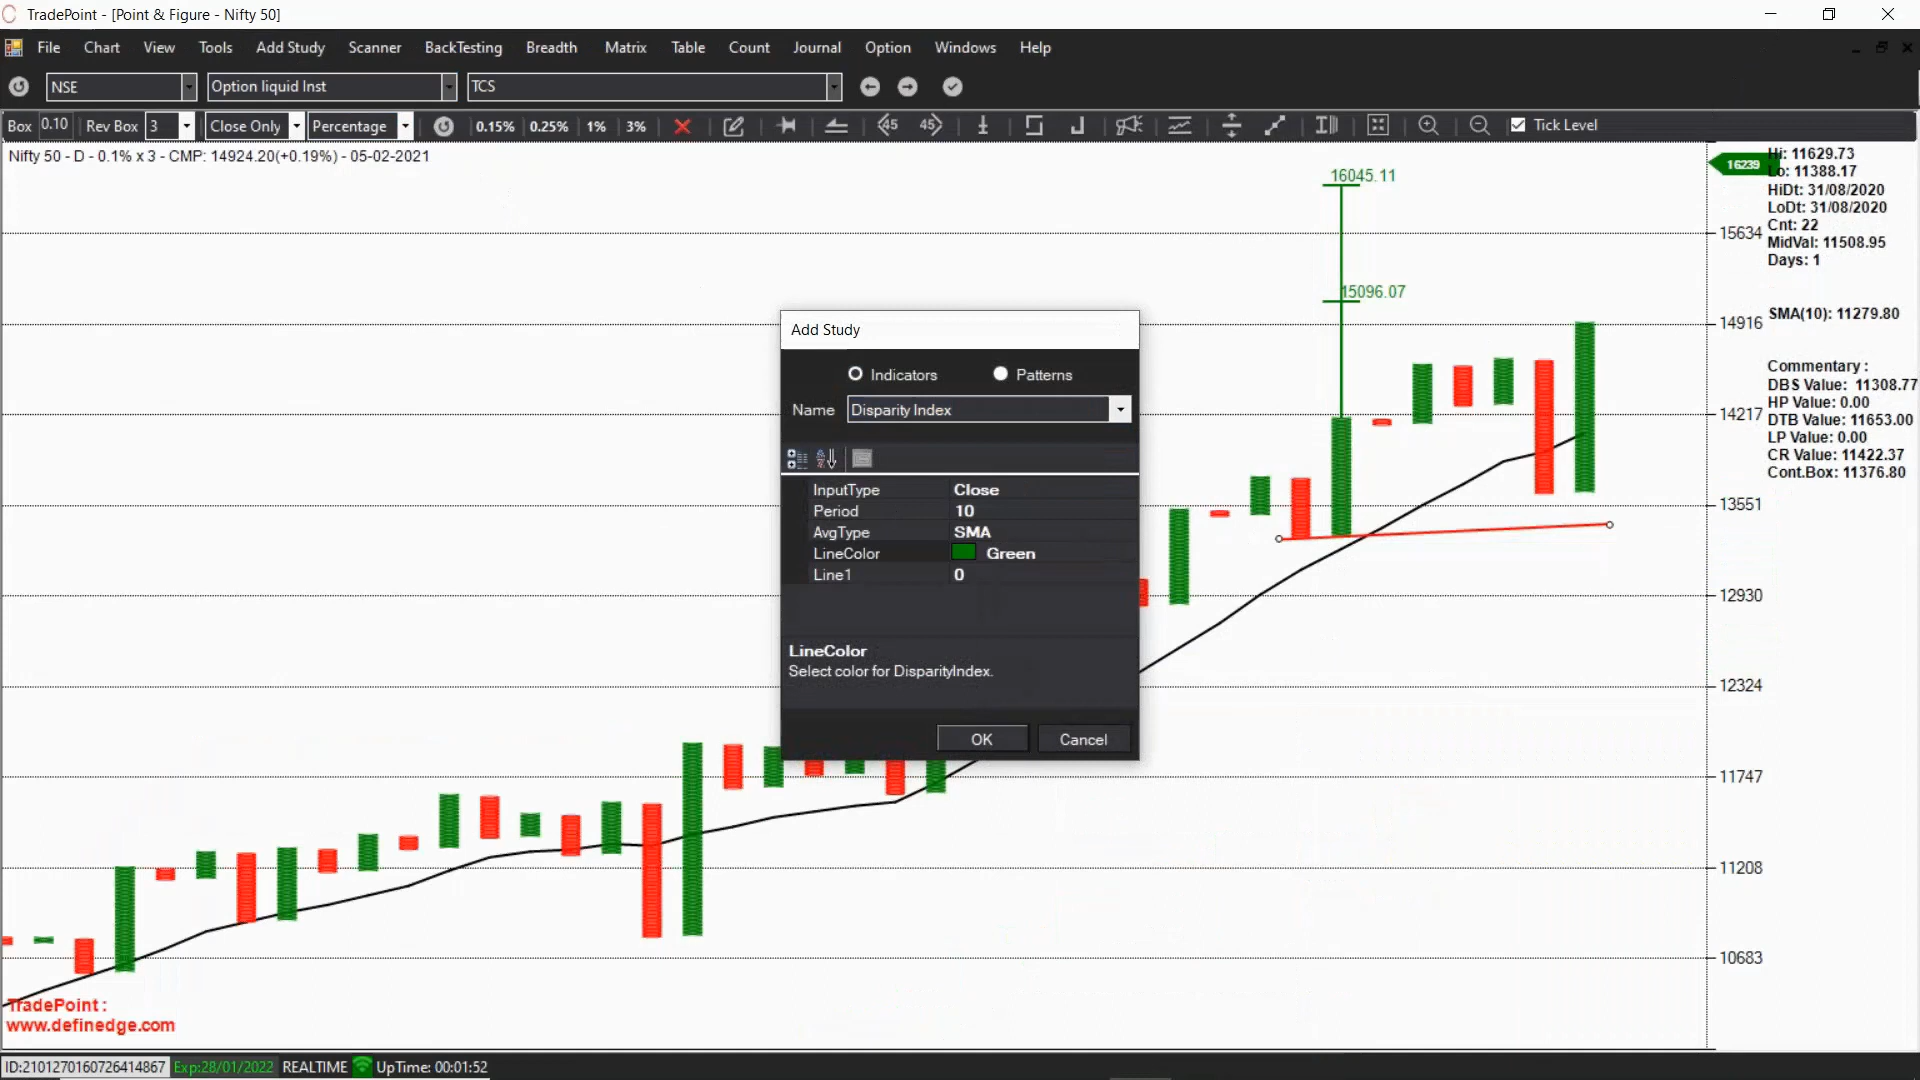 TradePoint - [Point & Figure - Nifty 50]
File Chart View Tools Add Study Scanner BackTesting Breadth Matrix Table Count Journal Option Windows Help
NSE Option liquid Inst TCS
Box 0.10 Rev Box 3 Close Only Percentage 0.15% 0.25% 1% 3% 45 45 Tick Level
Nifty 50 - D - 0.1% x 3 - CMP: 14924.20(+0.19%) - 05-02-2021
16045.11
15096.07
16239
15634
14916
14217
13551
12930
12324
11747
11208
10683
Hi: 11629.73
Lo: 11388.17
HiDt: 31/08/2020
LoDt: 31/08/2020
Cnt: 22
MidVal: 11508.95
Days: 1
SMA(10): 11279.80
Commentary :
DBS Value: 11308.77
HP Value: 0.00
DTB Value: 11653.00
LP Value: 0.00
CR Value: 11422.37
Cont.Box: 11376.80
Add Study
Indicators Patterns
Name Disparity Index
InputType Close
Period 10
AvgType SMA
LineColor Green
Line1 0
LineColor
Select color for DisparityIndex.
OK Cancel
TradePoint :
www.definedge.com
ID:2101270160726414867 Exp:28/01/2022 REALTIME UpTime: 00:01:52